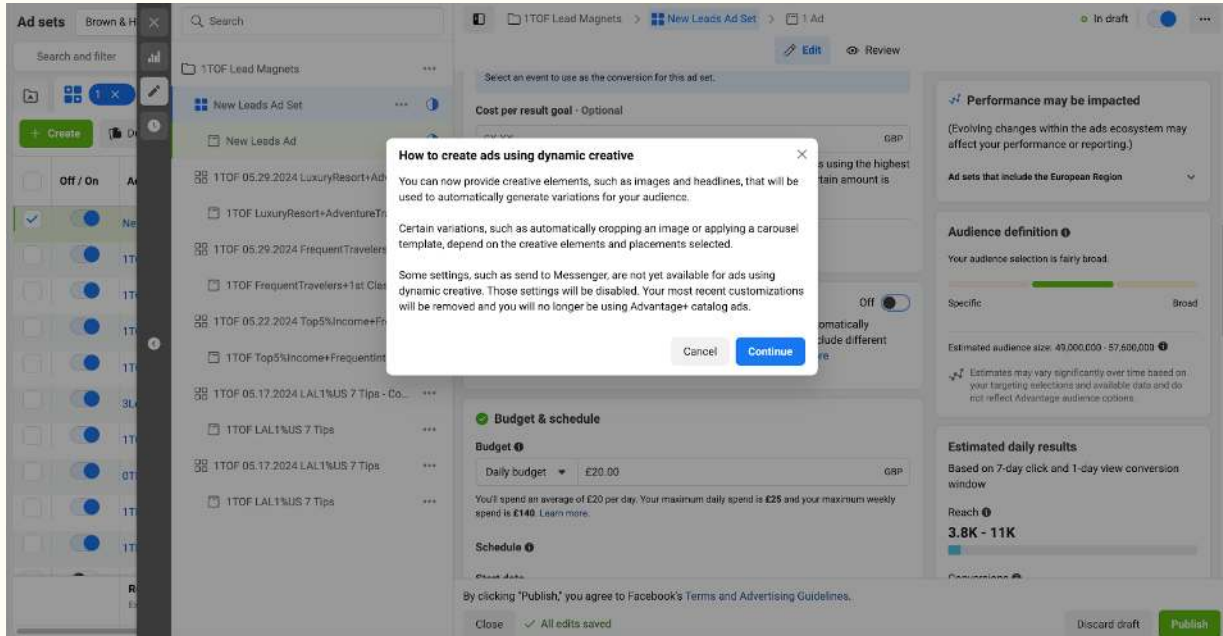 Ad sets
Brown & H
Search and filter
1
Create
Off / On
Ne
Search
1TOF Lead Magnets
New Leads Ad Set
New Leads Ad
1TOF 05.29.2024 LuxuryResort+Adv
1TOF LuxuryResort+AdventureTr
1TOF 05.29.2024 FrequentTravelers
1TOF FrequentTravelers+1st Clas
1TOF 05.22.2024 Top5%Income+Fr
1TOF Top5%Income+FrequentInt
1TOF 05.17.2024 LAL1%US 7 Tips - Co...
1TOF LAL1%US 7 Tips
1TOF 05.17.2024 LAL1%US 7 Tips
1TOF LAL1%US 7 Tips
1TOF Lead Magnets > New Leads Ad Set > 1 Ad
In draft
Edit
Review
Select an event to use as the conversion for this ad set.
Cost per result goal · Optional
GBP
s using the highest
tain amount is
How to create ads using dynamic creative
You can now provide creative elements, such as images and headlines, that will be
used to automatically generate variations for your audience.
Certain variations, such as automatically cropping an image or applying a carousel
template, depend on the creative elements and placements selected.
Some settings, such as send to Messenger, are not yet available for ads using
dynamic creative. Those settings will be disabled. Your most recent customizations
will be removed and you will no longer be using Advantage+ catalog ads.
Cancel
Continue
Off
omatically
clude different
Budget & schedule
Budget
Daily budget
£20.00
GBP
You'll spend an average of £20 per day. Your maximum daily spend is £25 and your maximum weekly
spend is £140. Learn more.
Schedule
Start date
By clicking "Publish," you agree to Facebook's Terms and Advertising Guidelines.
Close
All edits saved
Discard draft
Publish
Performance may be impacted
(Evolving changes within the ads ecosystem may
affect your performance or reporting.)
Ad sets that include the European Region
Audience definition
Your audience selection is fairly broad.
Specific
Broad
Estimated audience size: 49,000,000 - 57,600,000
Estimates may vary significantly over time based on
your targeting selections and available data and do
not reflect Advantage audience options.
Estimated daily results
Based on 7-day click and 1-day view conversion
window
Reach
3.8K - 11K
Conversions